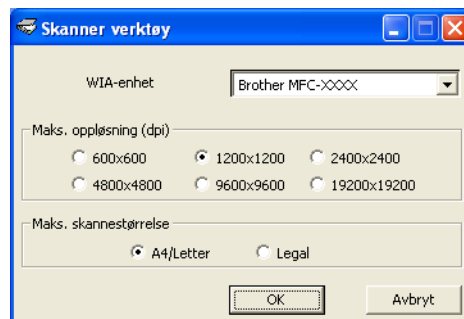 Skanner verktøy
WIA-enhet Brother MFC-XXXX
Maks. oppløsning (dpi)
600x600 1200x1200 2400x2400
4800x4800 9600x9600 19200x19200
Maks. skannestørrelse
A4/Letter Legal
OK Avbryt